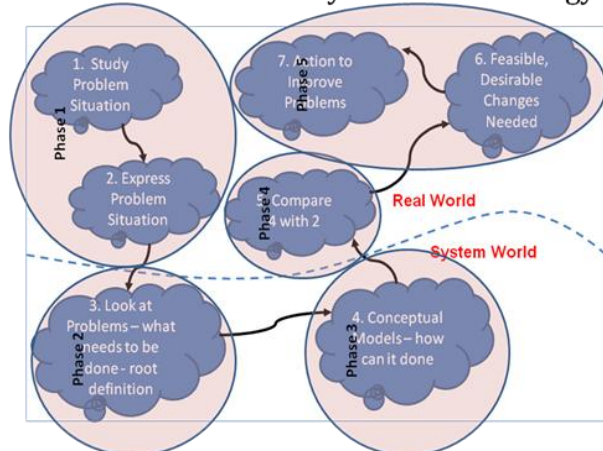 1. Study
Problem
Situation
Phase 1
2. Express
Problem
Situation
3. Look at
Problems – what
needs to be
done - root
definition
Phase 2
4. Conceptual
Models – how
can it done
Phase 3
5. Compare
4 with 2
Phase 4
6. Feasible,
Desirable
Changes
Needed
7. Action to
Improve
Problems
Phase 5
Real World
System World